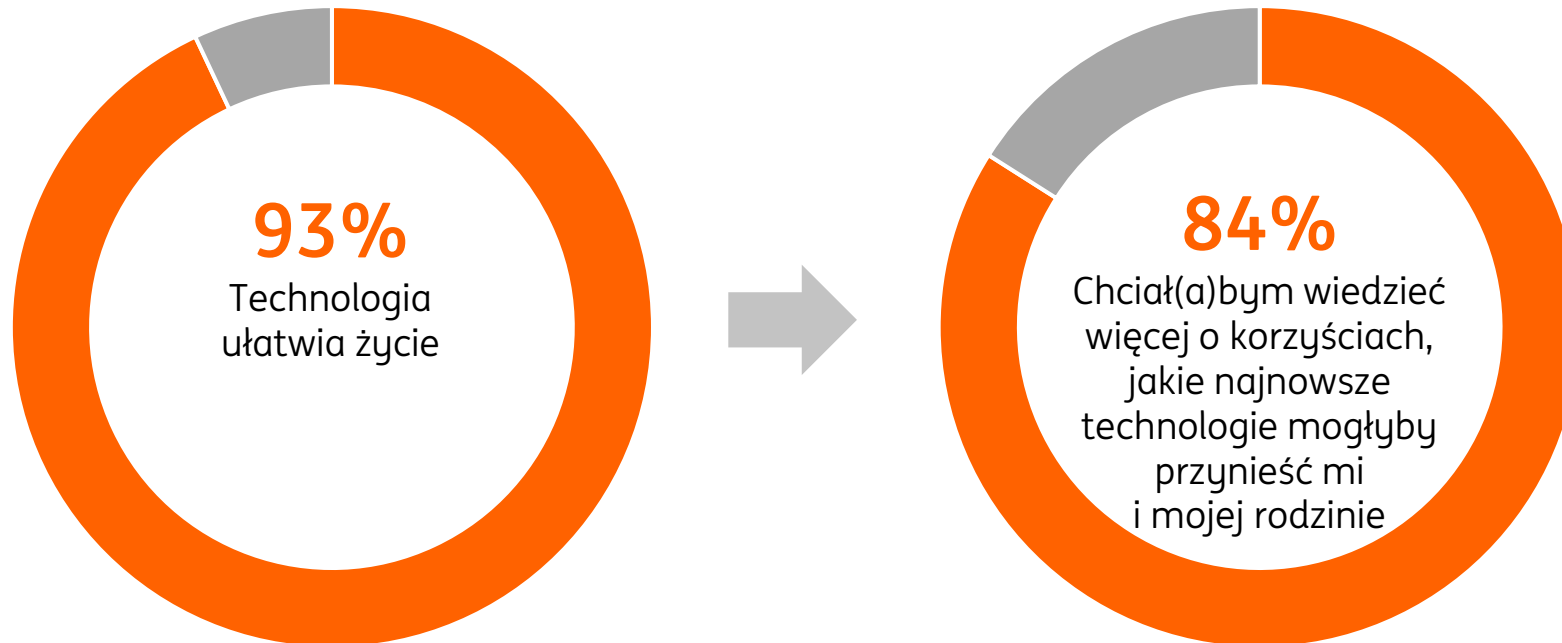 93%
Technologia
ułatwia życie
84%
Chciał(a)bym wiedzieć
więcej o korzyściach,
jakie najnowsze
technologie mogłyby
przynieść mi
i mojej rodzinie